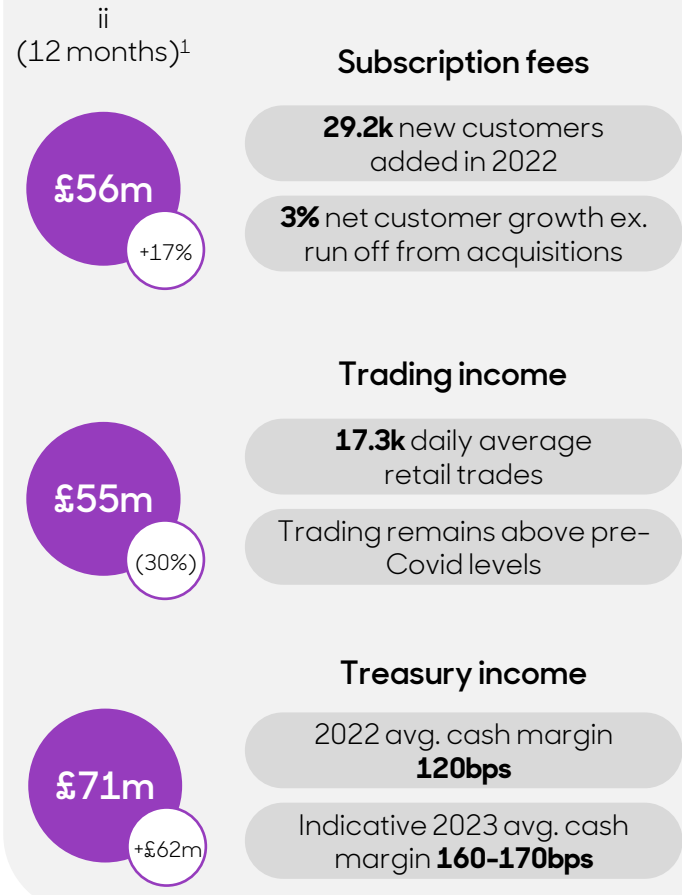 ii
(12 months)1
Subscription fees
£56m
+17%
29.2k new customers
added in 2022
3% net customer growth ex.
run off from acquisitions
Trading income
£55m
(30%)
17.3k daily average
retail trades
Trading remains above pre-
Covid levels
Treasury income
£71m
+£62m
2022 avg. cash margin
120bps
Indicative 2023 avg. cash
margin 160-170bps